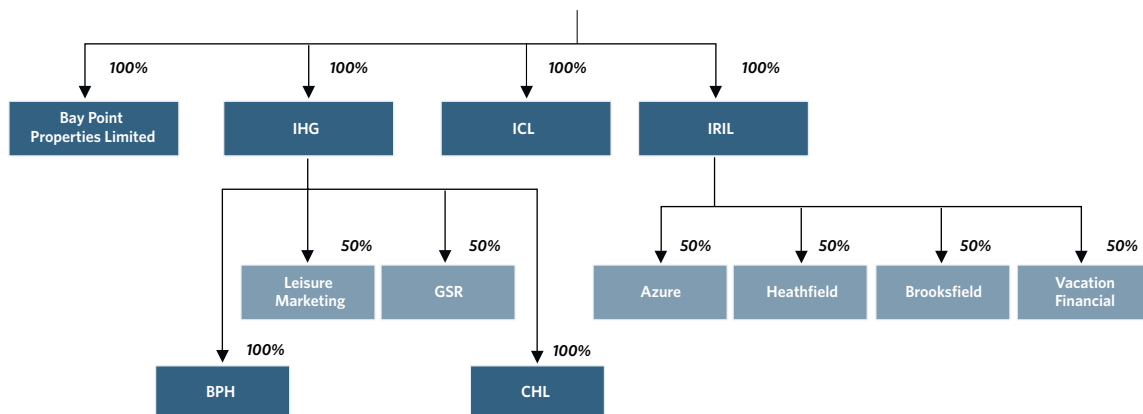 100%
100%
100%
100%
Bay Point
Properties Limited
IHG
ICL
IRIL
50%
50%
50%
50%
50%
50%
Leisure
Marketing
GSR
Azure
Heathfield
Brooksfield
Vacation
Financial
100%
100%
BPH
CHL